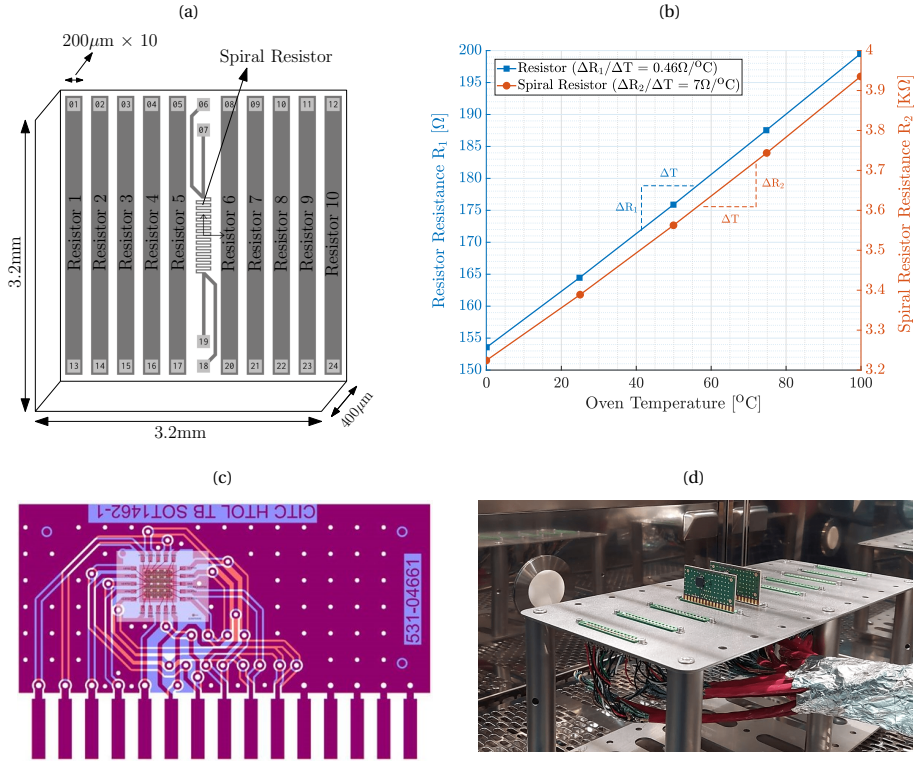 (a)
200μm × 10
Spiral Resistor
01 02 03 04 05 06 08 09 10 11 12
07
Resistor 1
Resistor 2
Resistor 3
Resistor 4
Resistor 5
Resistor 6
Resistor 7
Resistor 8
Resistor 9
Resistor 10
19
13 14 15 16 17 18 20 21 22 23 24
3.2mm
3.2mm
400μm
(b)
Resistor (ΔR₁/ΔT = 0.46Ω/°C)
Spiral Resistor (ΔR₂/ΔT = 7Ω/°C)
Resistor Resistance R₁ [Ω]
200
195
190
185
180
175
170
165
160
155
150
ΔT
ΔR₁
ΔR₂
ΔT
4
3.9
3.8
3.7
3.6
3.5
3.4
3.3
3.2
Spiral Resistor Resistance R₂ [KΩ]
0 20 40 60 80 100
Oven Temperature [°C]
(c)
CITC HTOL TB SOT1462-1
531-04661
(d)